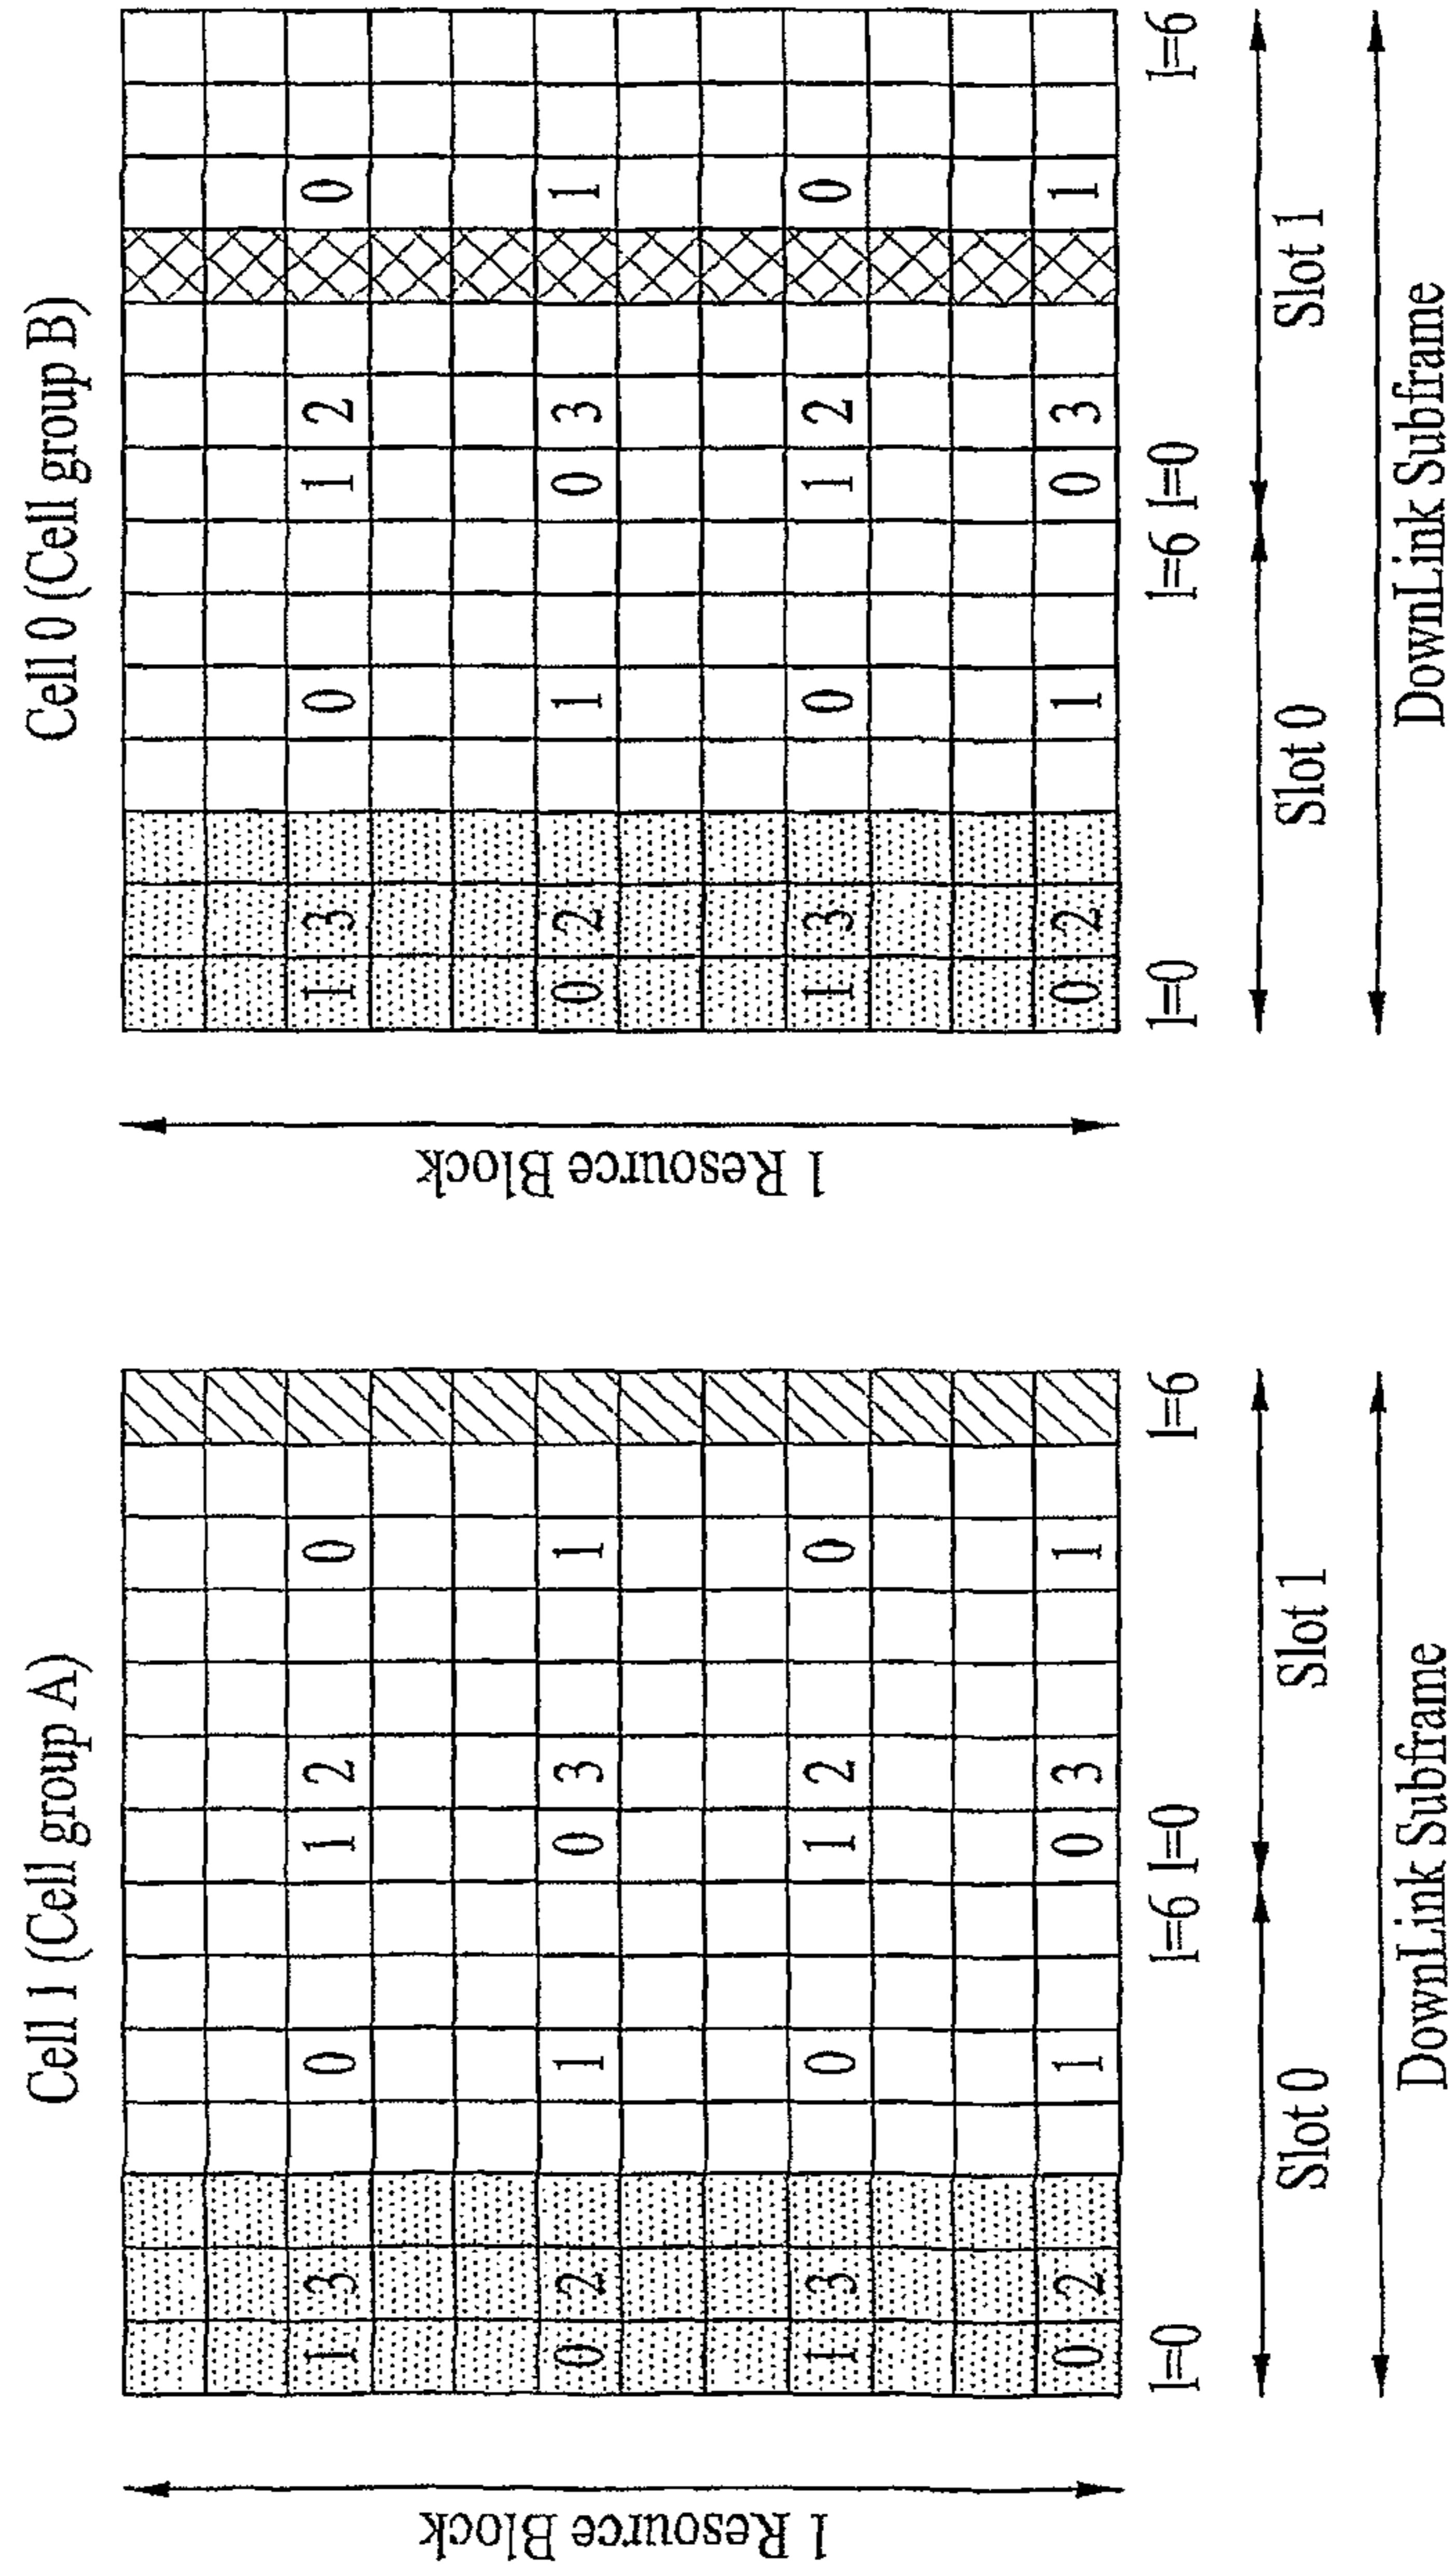 Cell 1 (Cell group A)
1 Resource Block
1 3 0 1 2 0
0 2 1 0 3 1
1 3 0 1 2 0
0 2 1 0 3 1
l=0 l=6 l=0 l=6
Slot 0 Slot 1
DownLink Subframe
Cell 0 (Cell group B)
1 Resource Block
1 3 0 1 2 0
0 2 1 0 3 1
1 3 0 1 2 0
0 2 1 0 3 1
l=0 l=6 l=0 l=6
Slot 0 Slot 1
DownLink Subframe